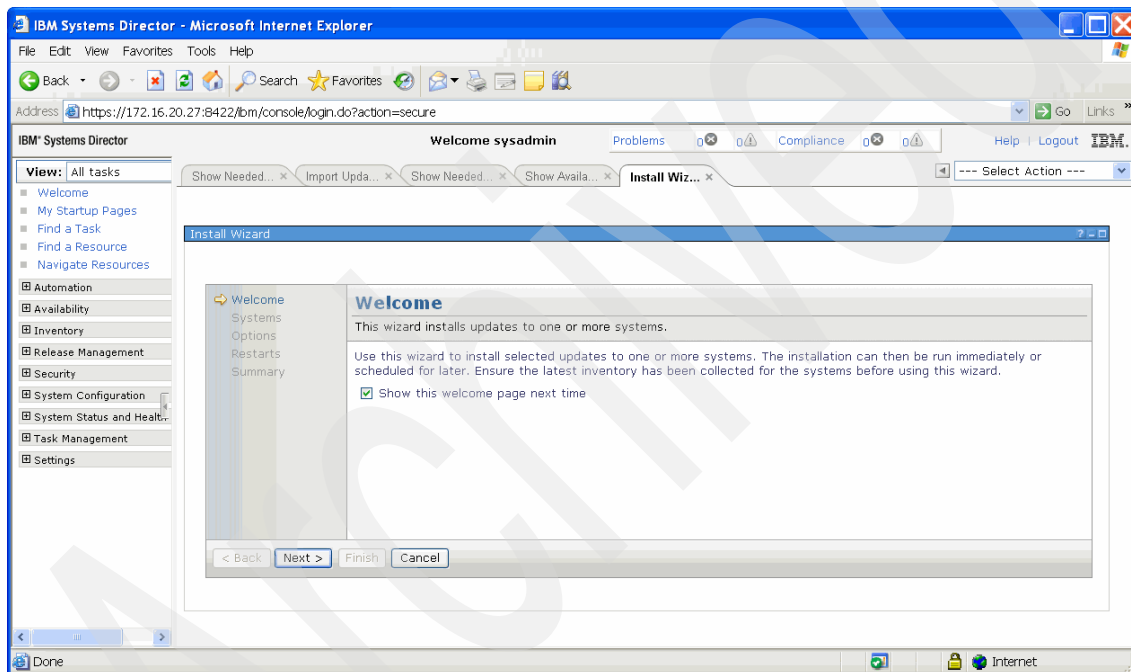 IBM Systems Director - Microsoft Internet Explorer
File Edit View Favorites Tools Help
Back Search Favorites
Address https://172.16.20.27:8422/ibm/console/login.do?action=secure Go Links »
IBM® Systems Director Welcome sysadmin Problems 0 0 Compliance 0 0 Help | Logout IBM.
View: All tasks
Show Needed... × Import Upda... × Show Needed... × Show Availa... × Install Wiz... × --- Select Action ---
Welcome
My Startup Pages
Find a Task
Find a Resource
Navigate Resources
Automation
Availability
Inventory
Release Management
Security
System Configuration
System Status and Health
Task Management
Settings
Install Wizard ?
Welcome
Systems
Options
Restarts
Summary
Welcome
This wizard installs updates to one or more systems.
Use this wizard to install selected updates to one or more systems. The installation can then be run immediately or
scheduled for later. Ensure the latest inventory has been collected for the systems before using this wizard.
Show this welcome page next time
< Back Next > Finish Cancel
Done Internet
Archived